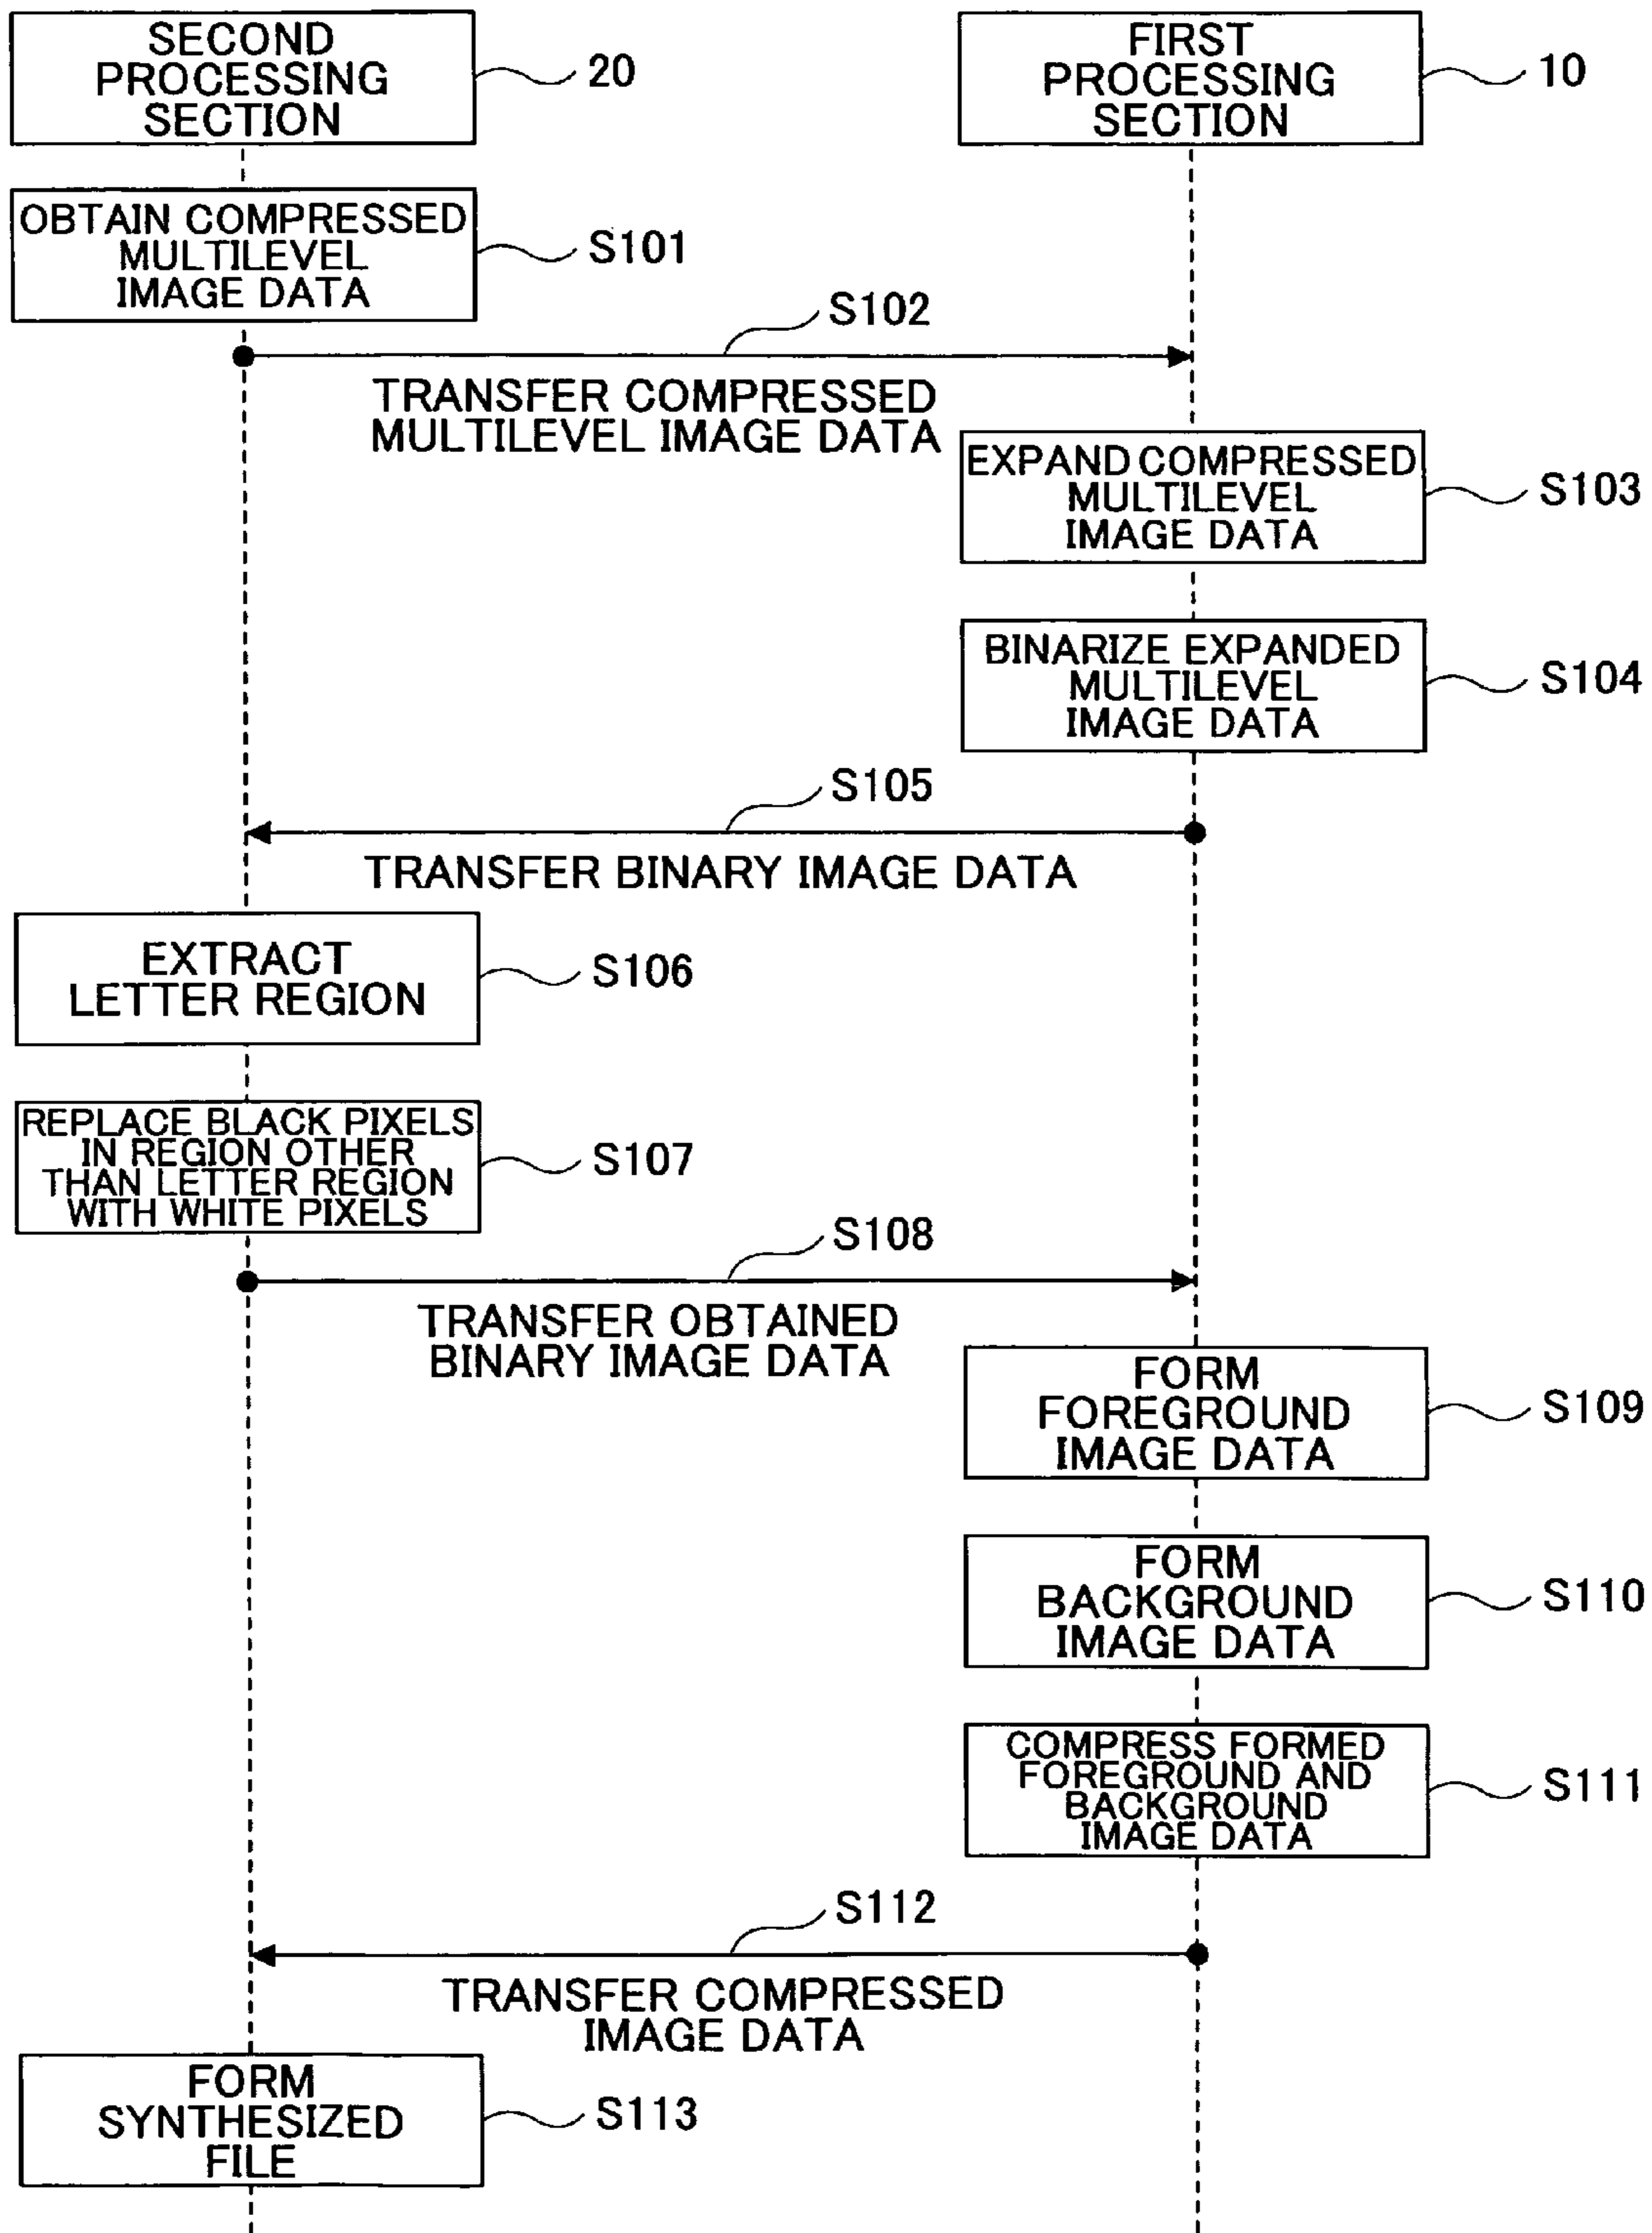 SECOND
PROCESSING
SECTION
20
FIRST
PROCESSING
SECTION
10
OBTAIN COMPRESSED
MULTILEVEL
IMAGE DATA
S101
S102
TRANSFER COMPRESSED
MULTILEVEL IMAGE DATA
EXPAND COMPRESSED
MULTILEVEL
IMAGE DATA
S103
BINARIZE EXPANDED
MULTILEVEL
IMAGE DATA
S104
S105
TRANSFER BINARY IMAGE DATA
EXTRACT
LETTER REGION
S106
REPLACE BLACK PIXELS
IN REGION OTHER
THAN LETTER REGION
WITH WHITE PIXELS
S107
S108
TRANSFER OBTAINED
BINARY IMAGE DATA
FORM
FOREGROUND
IMAGE DATA
S109
FORM
BACKGROUND
IMAGE DATA
S110
COMPRESS FORMED
FOREGROUND AND
BACKGROUND
IMAGE DATA
S111
S112
TRANSFER COMPRESSED
IMAGE DATA
FORM
SYNTHESIZED
FILE
S113